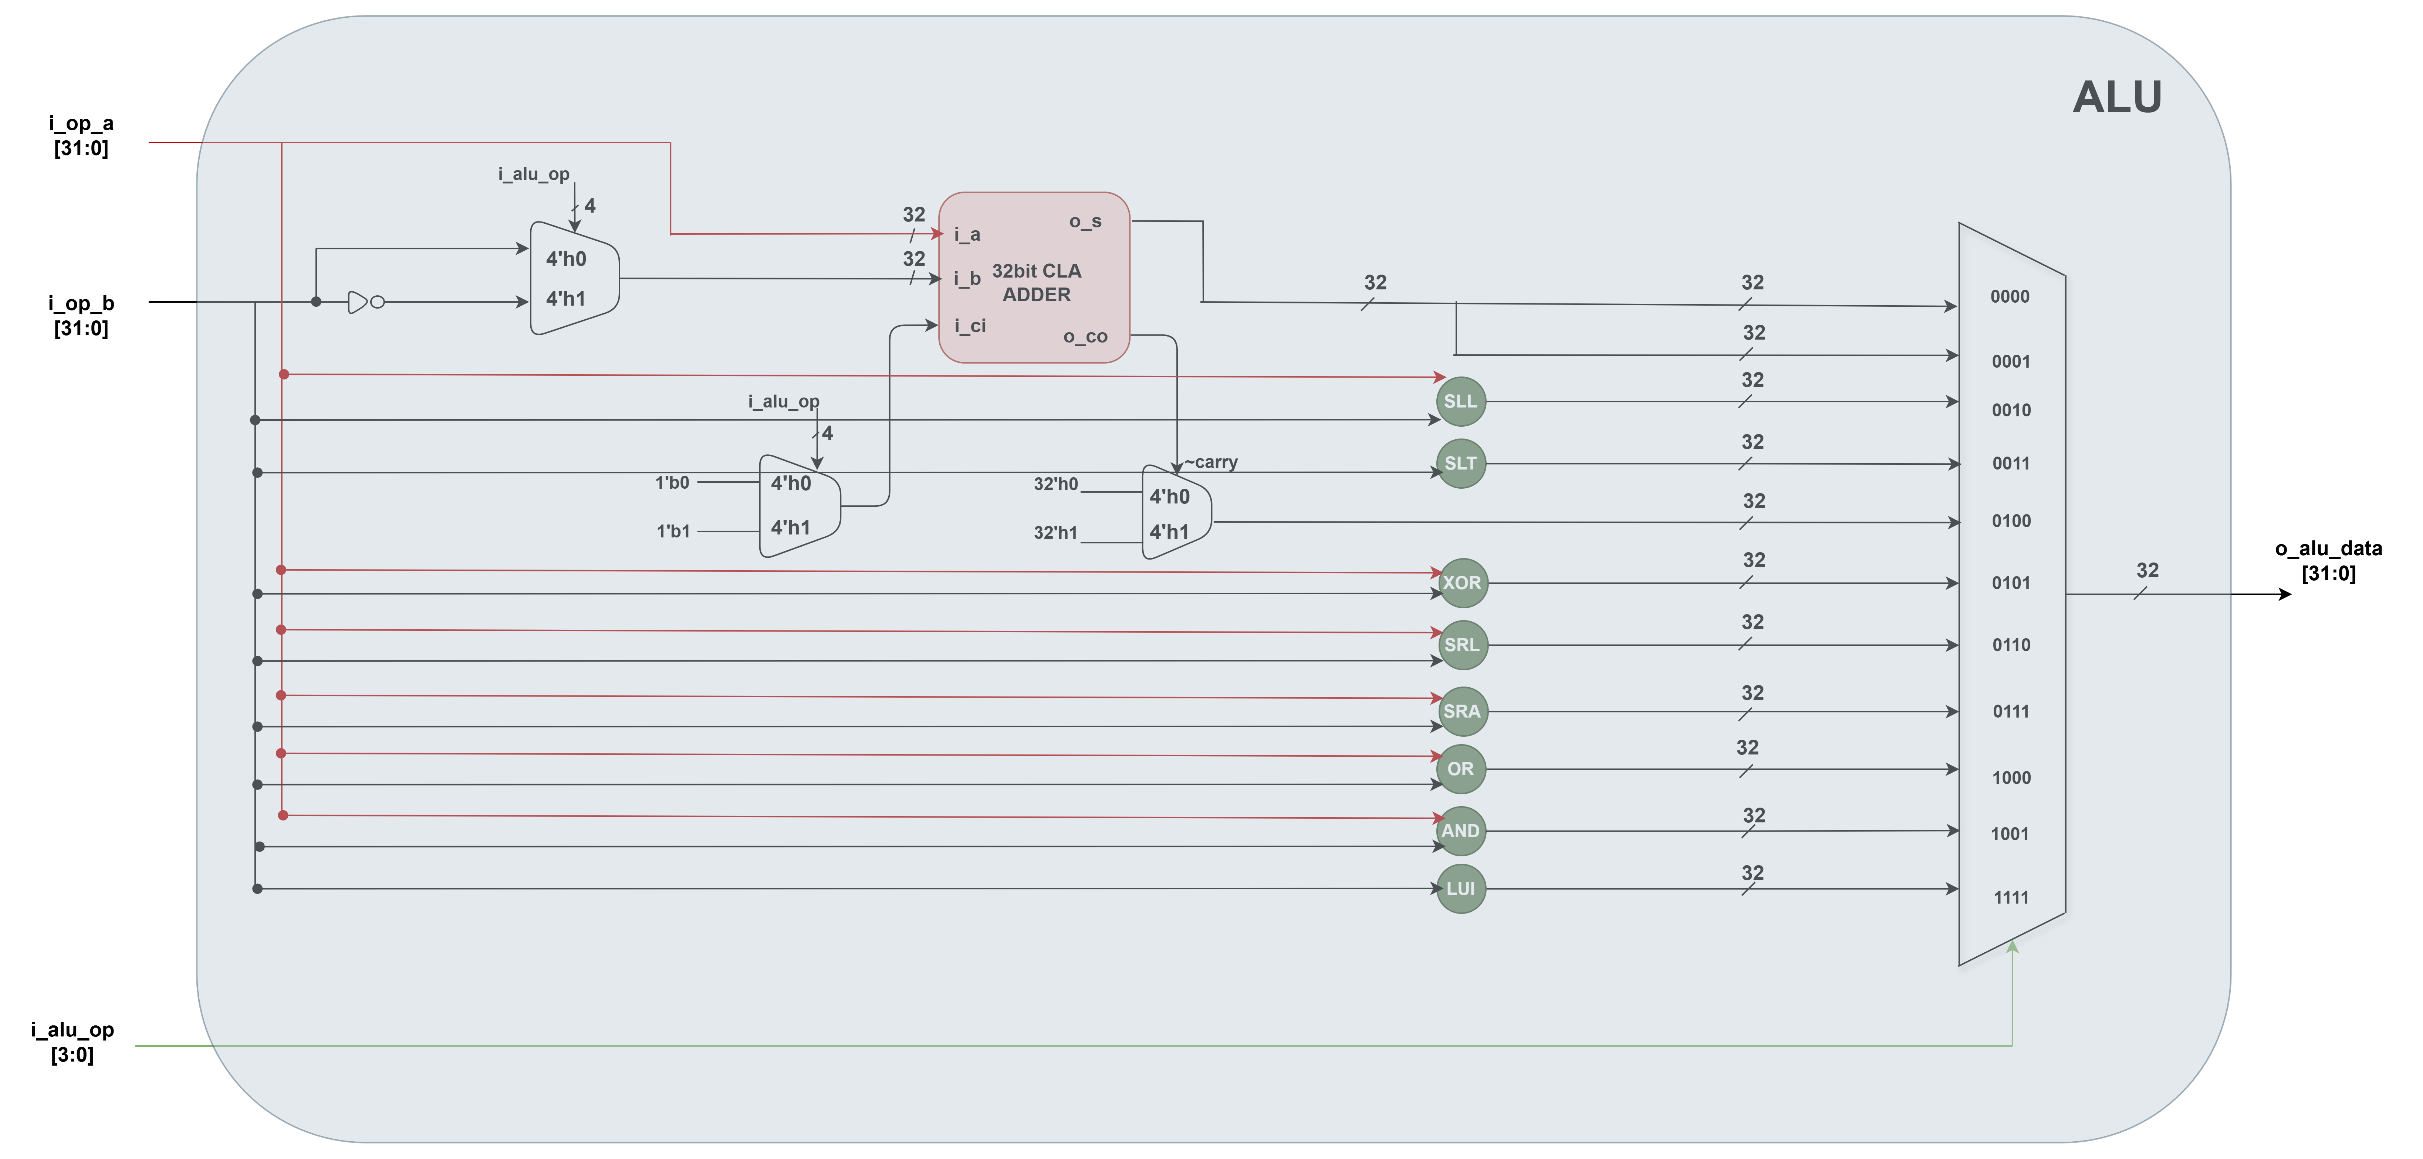 ALU
i_op_a
[31:0]
i_alu_op
4
4'h0
4'h1
i_op_b
[31:0]
32
32
i_a
i_b
i_ci
o_s
o_co
32bit CLA
ADDER
32
32
0000
32
0001
SLL
32
0010
i_alu_op
4
1'b0
1'b1
4'h0
4'h1
~carry
32'h0
32'h1
4'h0
4'h1
SLT
32
0011
32
0100
XOR
32
0101
SRL
32
0110
SRA
32
0111
OR
32
1000
AND
32
1001
LUI
32
1111
32
o_alu_data
[31:0]
i_alu_op
[3:0]